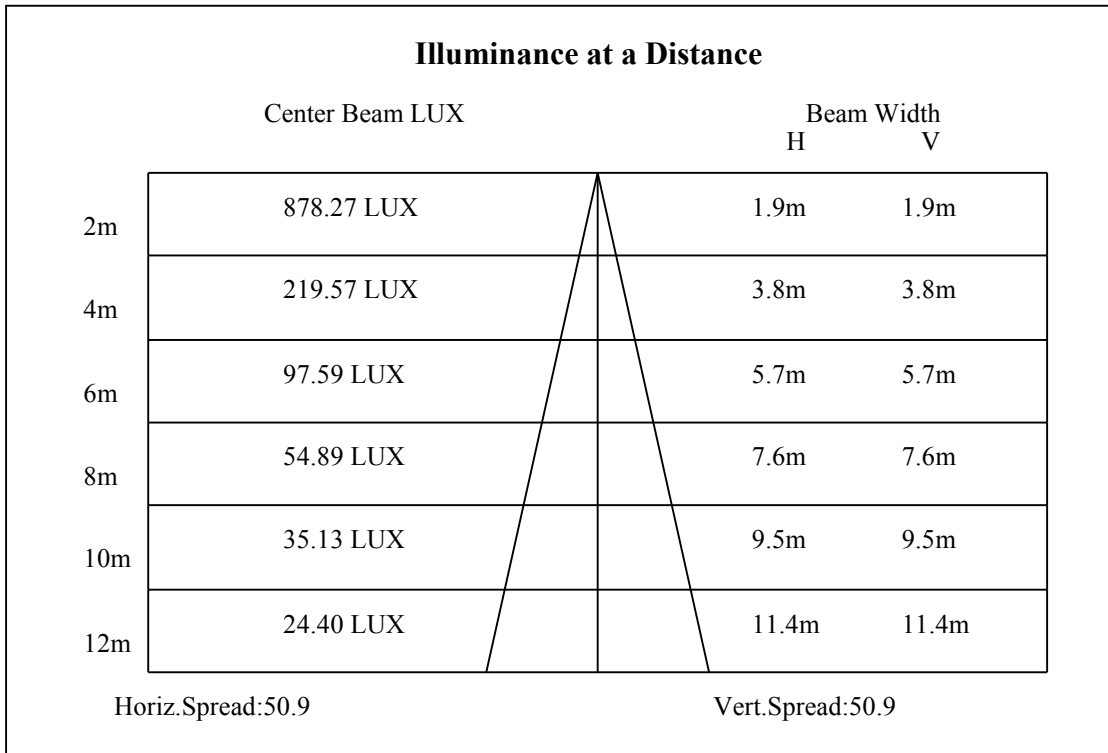 Illuminance at a Distance
Center Beam LUX Beam Width
H V
2m 878.27 LUX 1.9m 1.9m
4m 219.57 LUX 3.8m 3.8m
6m 97.59 LUX 5.7m 5.7m
8m 54.89 LUX 7.6m 7.6m
10m 35.13 LUX 9.5m 9.5m
12m 24.40 LUX 11.4m 11.4m
Horiz.Spread:50.9 Vert.Spread:50.9